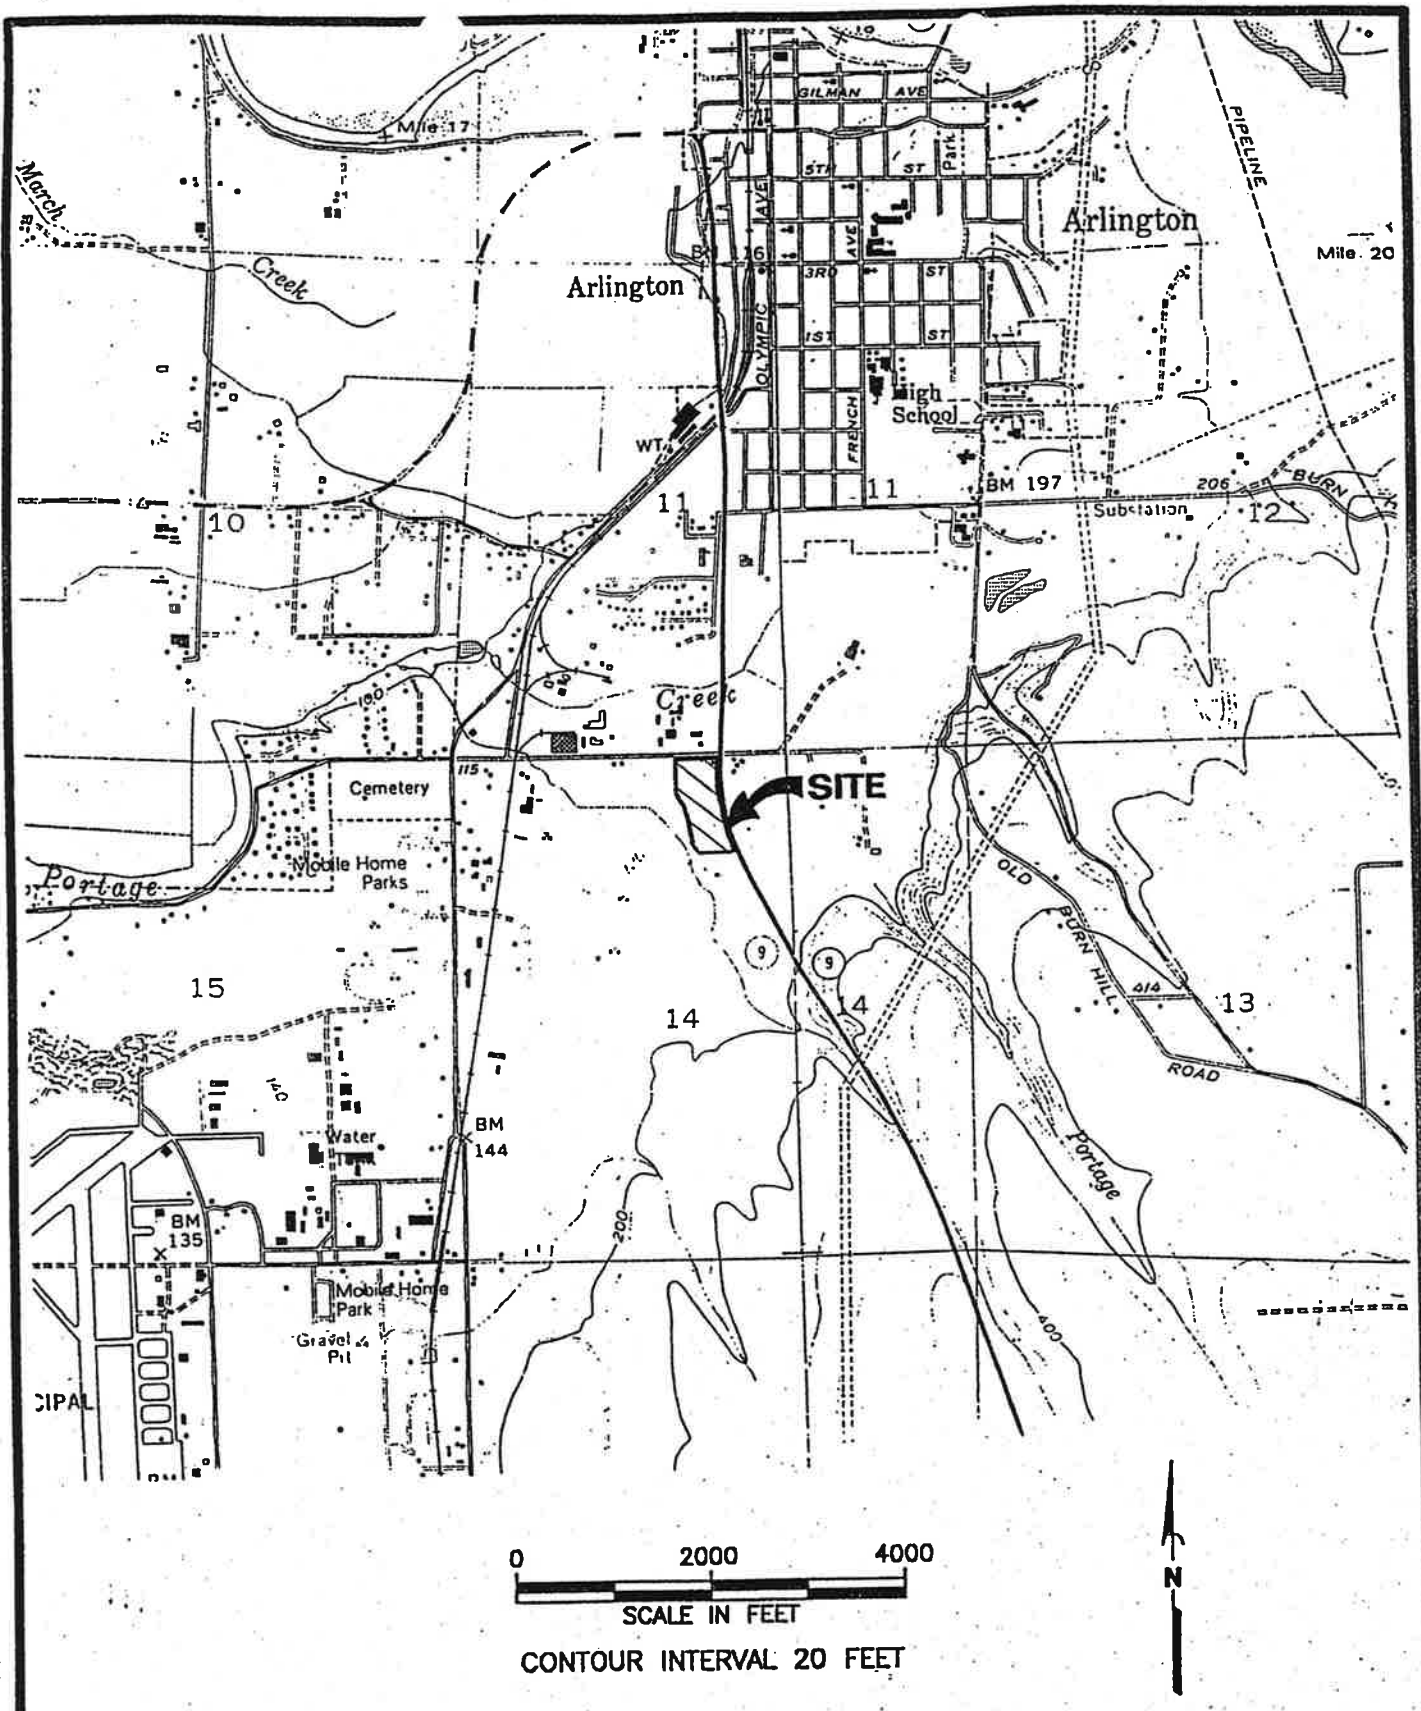 GILMAN AVE
Mile 17
5TH ST
Park
PIPELINE
March
Arlington
Mile 20
Creek
Arlington
OLYMPIC AVE
AVE
16
3RD ST
1ST ST
FRENCH
High
School
WT
BM 197
206
BURN
Substation
10
11
11
12
100
Creek
115
Cemetery
SITE
Mobile Home
Parks
Portage
OLD
BURN HILL
ROAD
9
9
414
15
14
14
13
140
Water
Tank
BM
144
Portage
200
BM
135
Mobile Home
Park
Gravel
Pit
400
CIPAL
0 2000 4000
SCALE IN FEET
CONTOUR INTERVAL 20 FEET
N